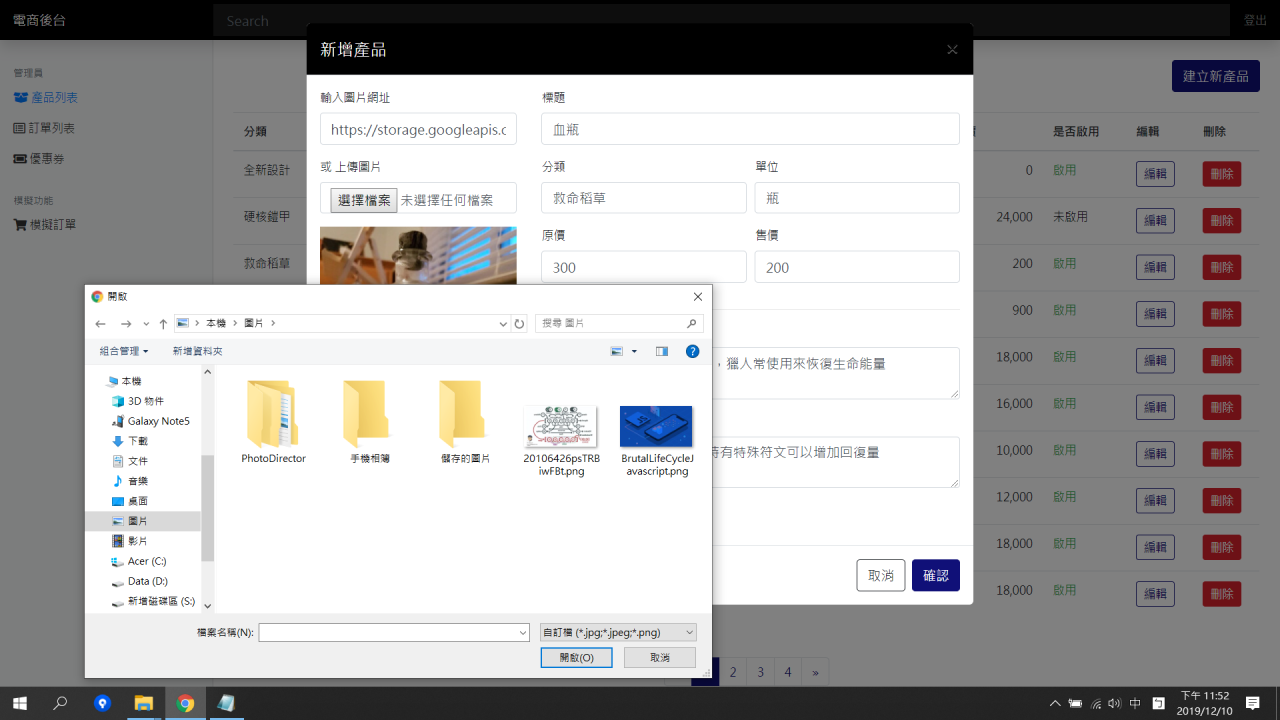 電商後台
Search
登出
管理員
產品列表
訂單列表
優惠券
模擬功能
模擬訂單
建立新產品
分類
是否啟用
編輯
刪除
全新設計
0
啟用
編輯
刪除
硬核鎧甲
24,000
未啟用
編輯
刪除
救命稻草
200
啟用
編輯
刪除
900
啟用
編輯
刪除
18,000
啟用
編輯
刪除
16,000
啟用
編輯
刪除
10,000
啟用
編輯
刪除
12,000
啟用
編輯
刪除
18,000
啟用
編輯
刪除
18,000
啟用
編輯
刪除
2
3
4
»
新增產品
×
輸入圖片網址
https://storage.googleapis.c
或 上傳圖片
選擇檔案 未選擇任何檔案
標題
血瓶
分類
救命稻草
單位
瓶
原價
300
售價
200
,獵人常使用來恢復生命能量
有特殊符文可以增加回復量
取消
確認
開啟
本機
圖片
搜尋 圖片
組合管理
新增資料夾
本機
3D 物件
Galaxy Note5
下載
文件
音樂
桌面
圖片
影片
Acer (C:)
Data (D:)
新增磁碟區 (S:)
PhotoDirector
手機相簿
儲存的圖片
20106426psTRB
iwFBt.png
BrutalLifeCycleJ
avascript.png
檔案名稱(N):
自訂檔 (*.jpg;*.jpeg;*.png)
開啟(O)
取消
中
下午 11:52
2019/12/10